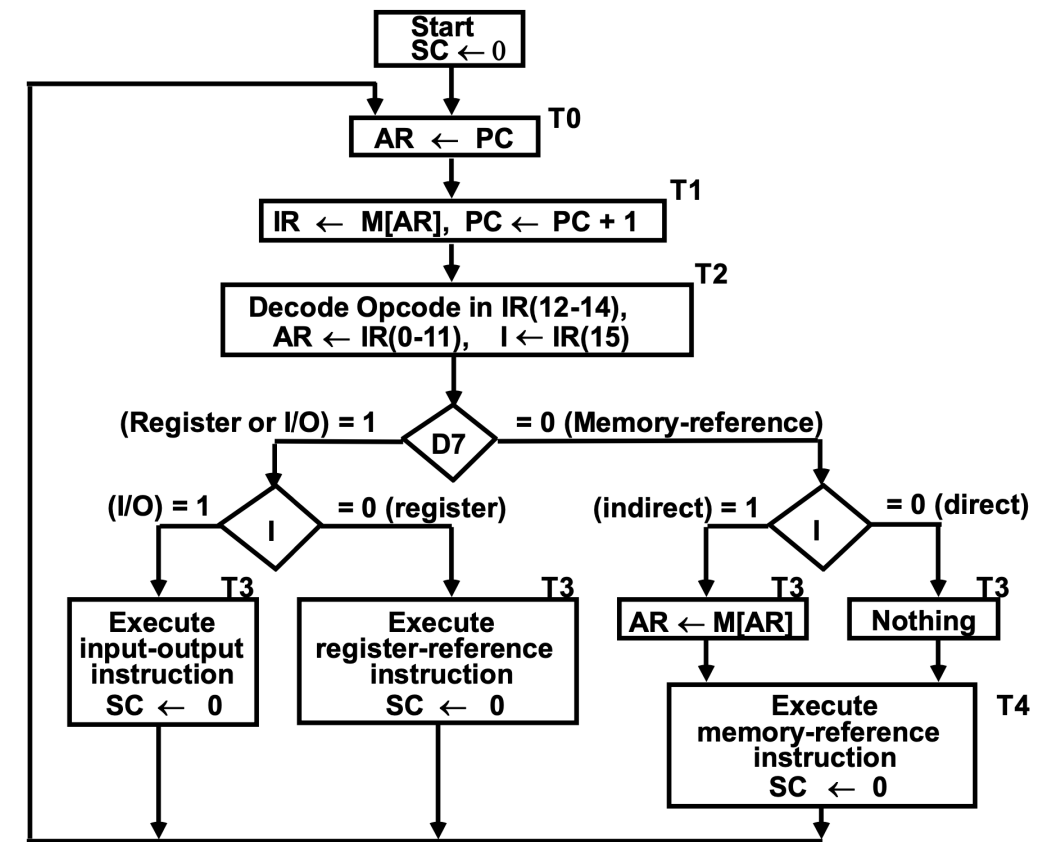 Start
SC ← 0
T0
AR ← PC
T1
IR ← M[AR], PC ← PC + 1
T2
Decode Opcode in IR(12-14),
AR ← IR(0-11), I ← IR(15)
(Register or I/O) = 1
= 0 (Memory-reference)
D7
(I/O) = 1
= 0 (register)
I
(indirect) = 1
= 0 (direct)
I
T3
Execute
input-output
instruction
SC ← 0
T3
Execute
register-reference
instruction
SC ← 0
T3
AR ← M[AR]
T3
Nothing
Execute
memory-reference
instruction
SC ← 0
T4